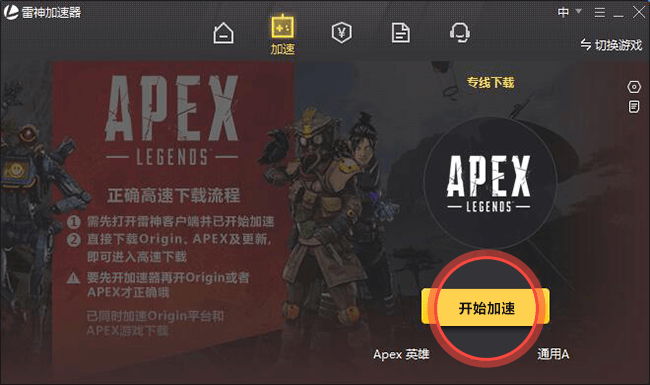 雷神加速器
中
加速
切换游戏
APEX
LEGENDS
正确高速下载流程
1 需先打开雷神客户端并已开始加速
2 直接下载Origin、APEX及更新，
即可进入高速下载
要先开加速器再开Origin或者
APEX才正确哦
已同时加速Origin平台和
APEX游戏下载
专线下载
APEX
LEGENDS
开始加速
Apex 英雄
通用A